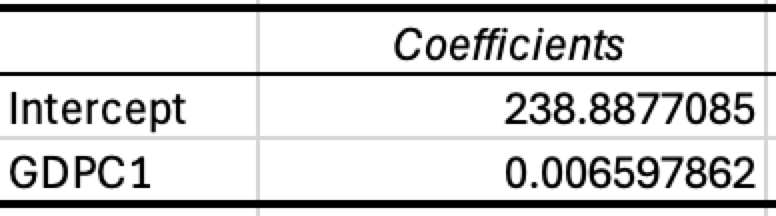 Coefficients
Intercept 238.8877085
GDPC1 0.006597862